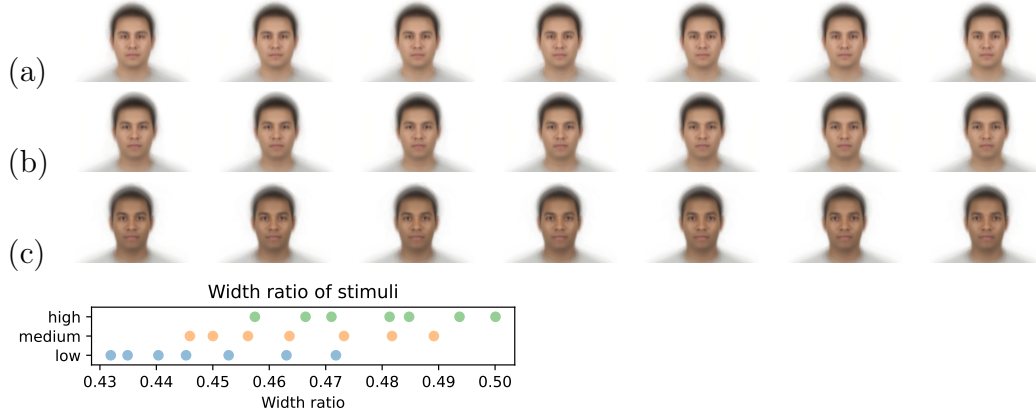 (a)
(b)
(c)
Width ratio of stimuli
high
medium
low
0.43 0.44 0.45 0.46 0.47 0.48 0.49 0.50
Width ratio